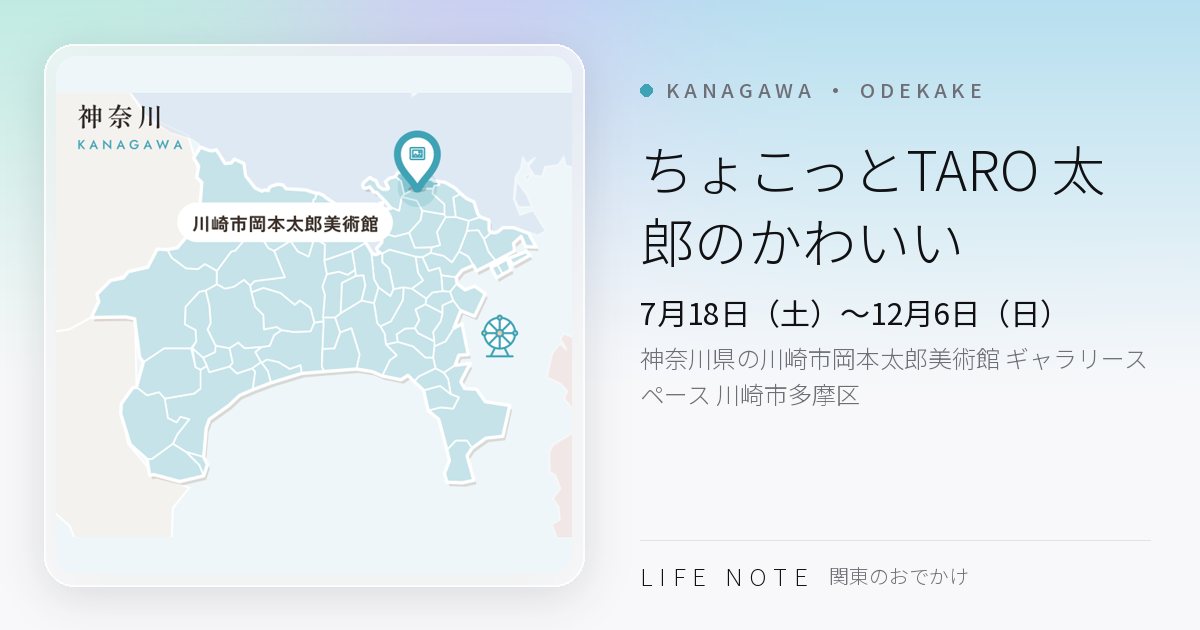 神奈川
KANAGAWA
川崎市岡本太郎美術館
KANAGAWA • ODEKAKE
ちょこっとTARO 太
郎のかわいい
7月18日（土）〜12月6日（日）
神奈川県の川崎市岡本太郎美術館 ギャラリース
ペース 川崎市多摩区
LIFE NOTE 関東のおでかけ